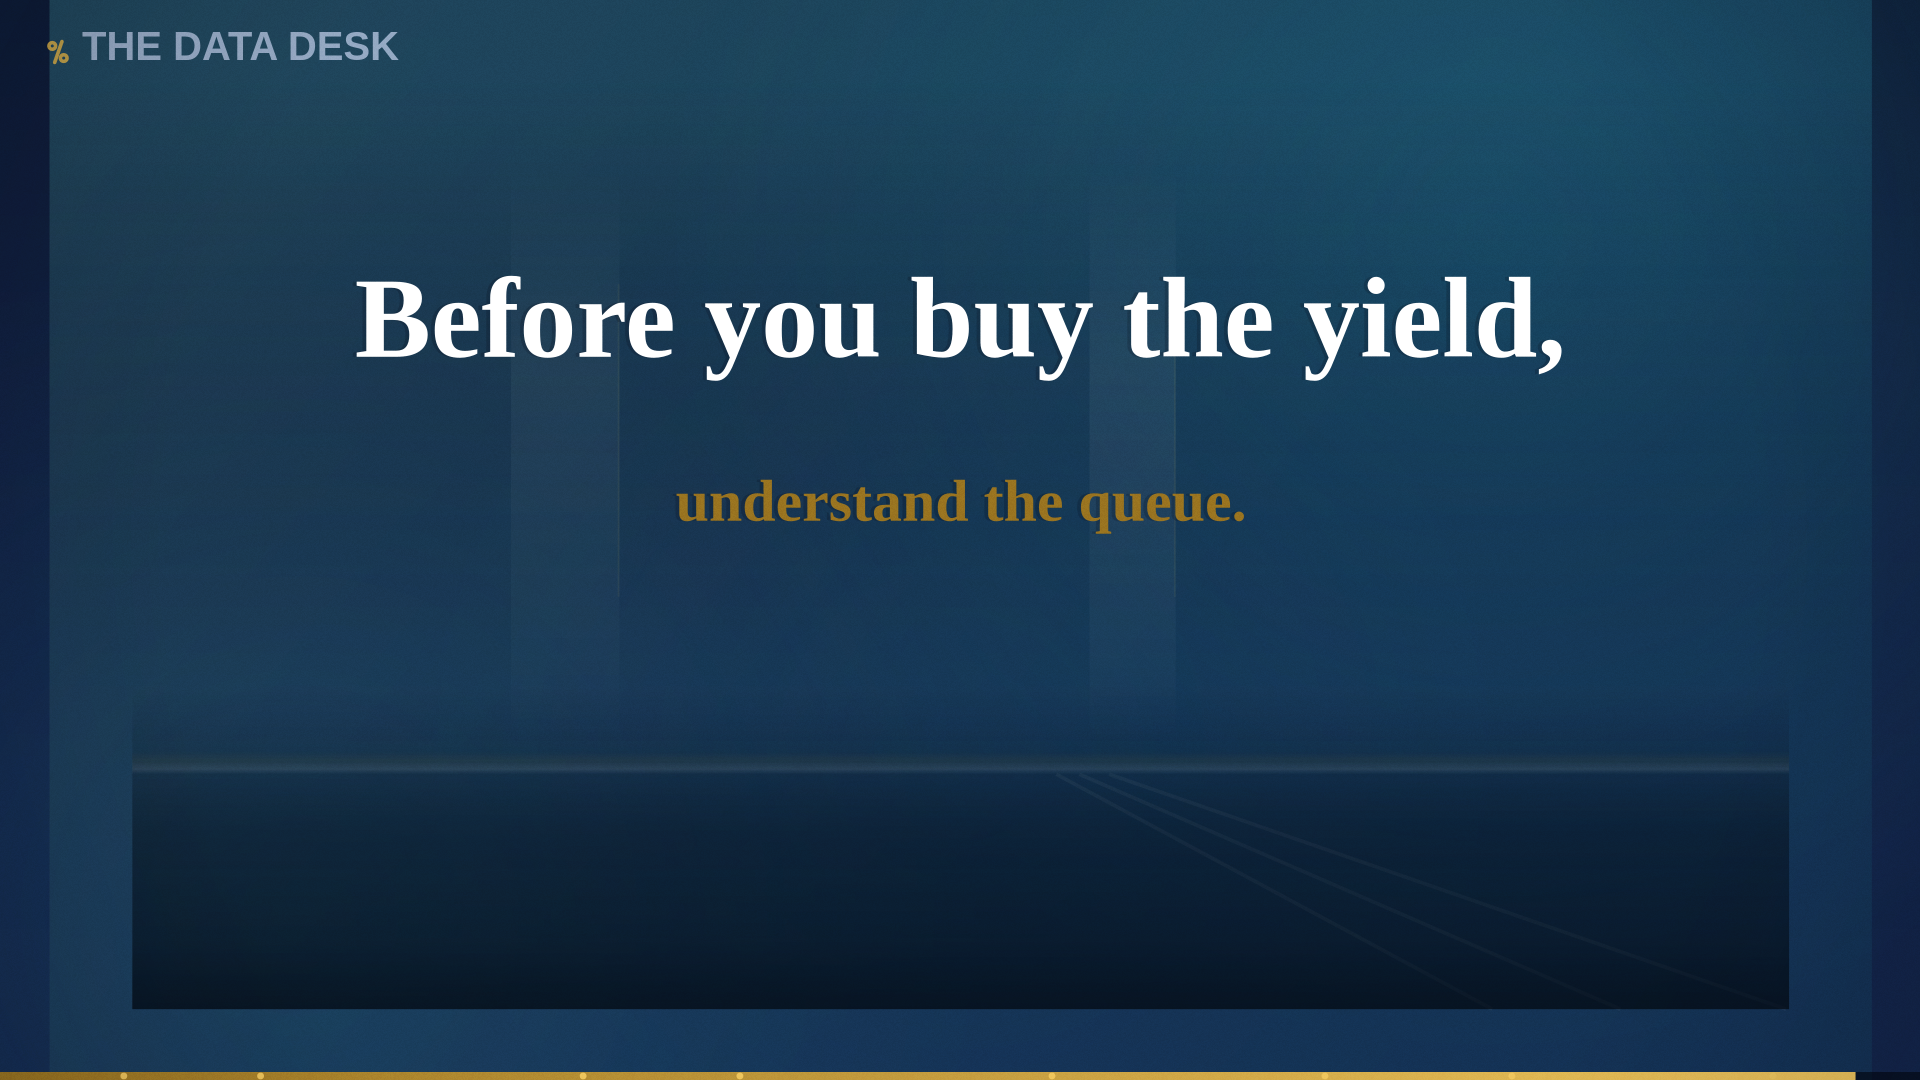 % THE DATA DESK
Before you buy the yield,
understand the queue.